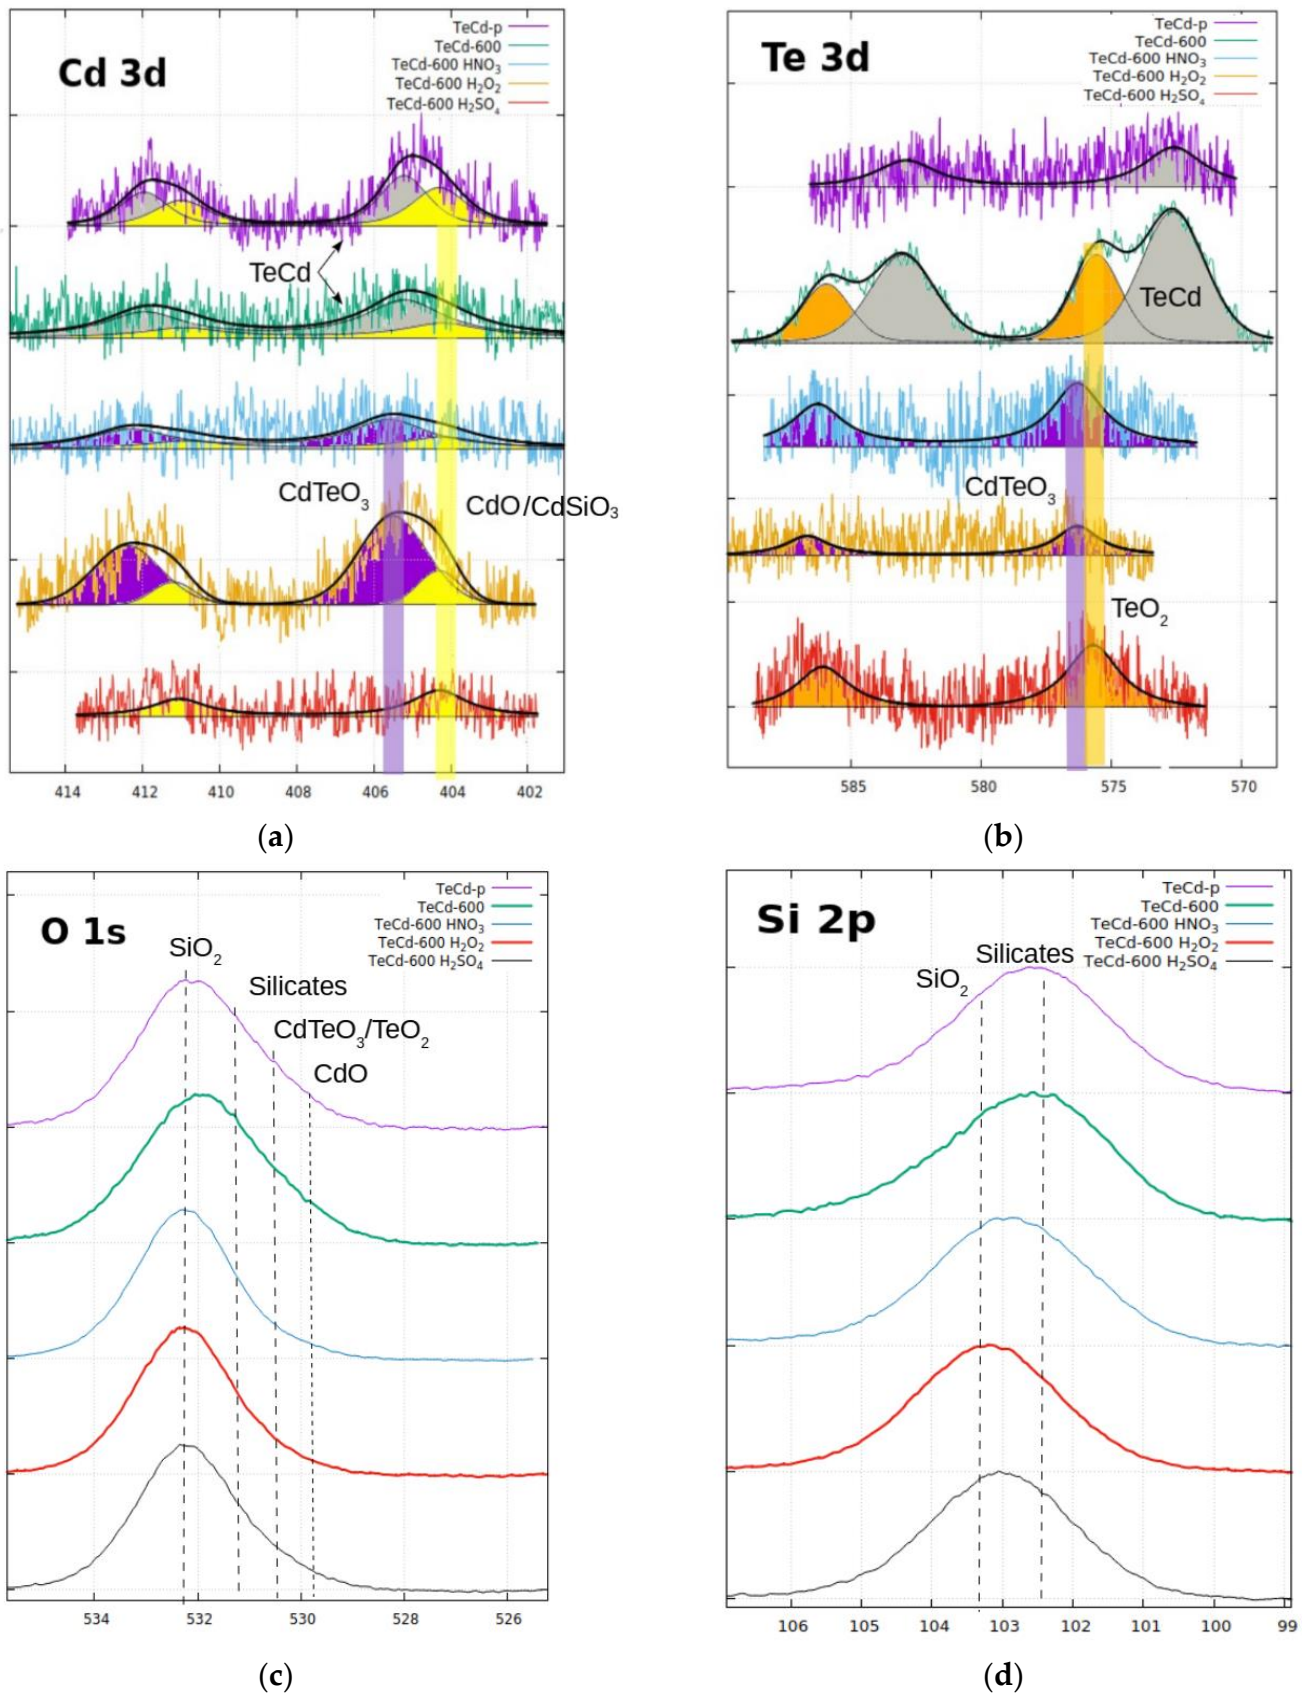 Cd 3d
TeCd-p
TeCd-600
TeCd-600 HNO₃
TeCd-600 H₂O₂
TeCd-600 H₂SO₄
TeCd
CdTeO₃
CdO/CdSiO₃
414 412 410 408 406 404 402
(a)
Te 3d
TeCd-p
TeCd-600
TeCd-600 HNO₃
TeCd-600 H₂O₂
TeCd-600 H₂SO₄
TeCd
CdTeO₃
TeO₂
585 580 575 570
(b)
O 1s
TeCd-p
TeCd-600
TeCd-600 HNO₃
TeCd-600 H₂O₂
TeCd-600 H₂SO₄
SiO₂
Silicates
CdTeO₃/TeO₂
CdO
534 532 530 528 526
(c)
Si 2p
TeCd-p
TeCd-600
TeCd-600 HNO₃
TeCd-600 H₂O₂
TeCd-600 H₂SO₄
Silicates
SiO₂
106 105 104 103 102 101 100 99
(d)